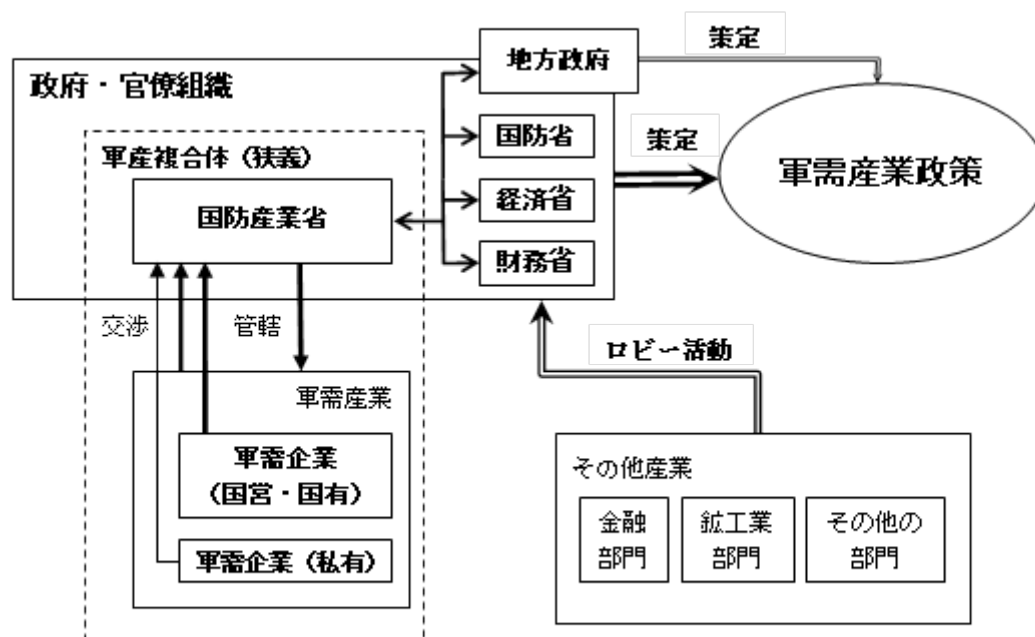 地方政府
策定
政府・官僚組織
国防省
策定
軍産複合体（狭義）
軍需産業政策
経済省
国防産業省
財務省
交渉
管轄
ロビー活動
軍需産業
軍需企業
（国営・国有）
軍需企業（私有）
その他産業
金融
部門
鉱工業
部門
その他の
部門